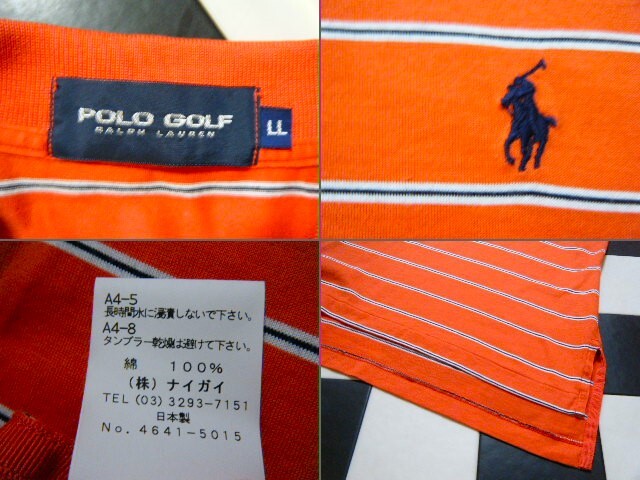 POLO GOLF
RALPH LAUREN
LL
A4-5
長時間水に浸漬しないで下さい。
A4-8
タンブラー乾燥は避けて下さい。
綿 100%
(株) ナイガイ
TEL (03) 3293-7151
日本製
No. 4641-5015